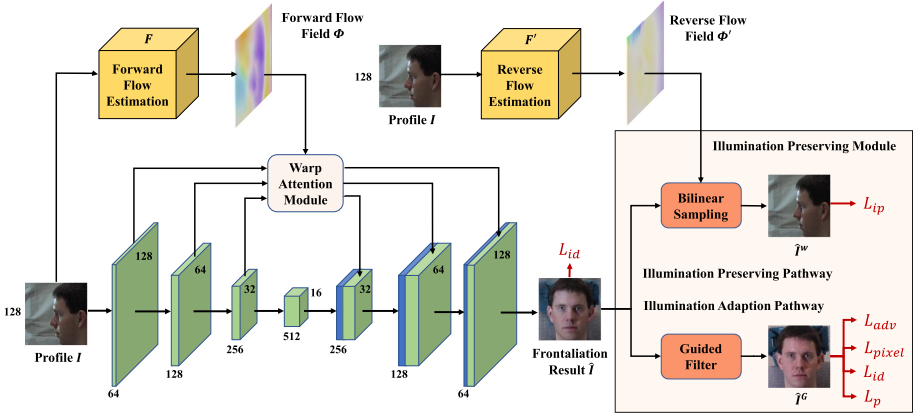 F
Forward
Flow
Estimation
Forward Flow
Field Φ
128
Profile I
F′
Reverse
Flow
Estimation
Reverse Flow
Field Φ′
Illumination Preserving Module
Warp
Attention
Module
Bilinear
Sampling
L_ip
Î^w
Illumination Preserving Pathway
Illumination Adaption Pathway
Guided
Filter
Î^G
L_adv
L_pixel
L_id
L_p
128
Profile I
128
64
64
128
32
256
16
512
32
256
64
128
128
64
L_id
Frontaliation
Result Î